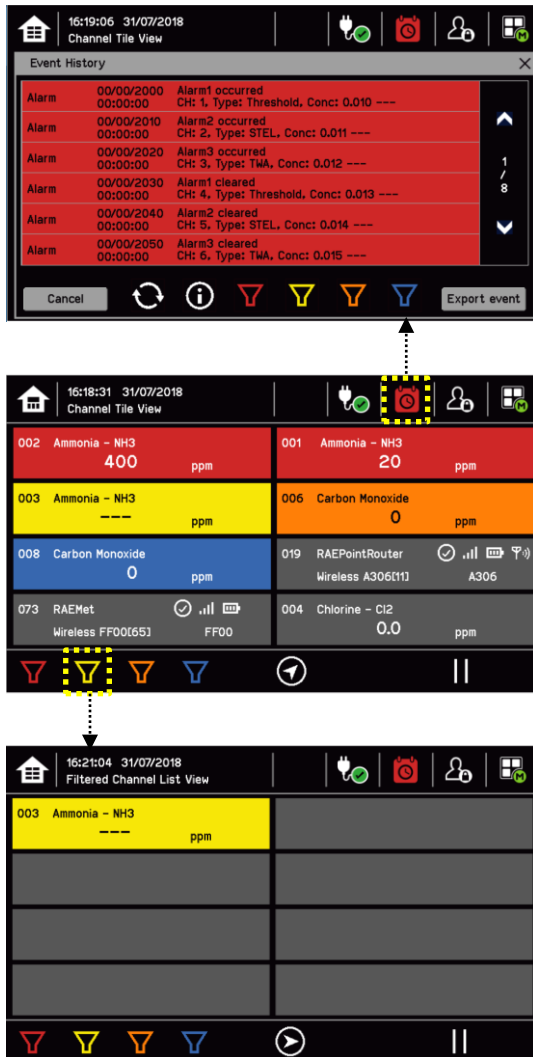 16:19:06 31/07/2018
Channel Tile View
M
Event History
Alarm 00/00/2000 00:00:00 Alarm1 occurred
CH: 1, Type: Threshold, Conc: 0.010 ---
Alarm 00/00/2010 00:00:00 Alarm2 occurred
CH: 2, Type: STEL, Conc: 0.011 ---
Alarm 00/00/2020 00:00:00 Alarm3 occurred
CH: 3, Type: TWA, Conc: 0.012 ---
Alarm 00/00/2030 00:00:00 Alarm1 cleared
CH: 4, Type: Threshold, Conc: 0.013 ---
Alarm 00/00/2040 00:00:00 Alarm2 cleared
CH: 5, Type: STEL, Conc: 0.014 ---
Alarm 00/00/2050 00:00:00 Alarm3 cleared
CH: 6, Type: TWA, Conc: 0.015 ---
1
/
8
Cancel
Export event
16:18:31 31/07/2018
Channel Tile View
M
002 Ammonia - NH3
400 ppm
001 Ammonia - NH3
20 ppm
003 Ammonia - NH3
--- ppm
006 Carbon Monoxide
0 ppm
008 Carbon Monoxide
0 ppm
019 RAEPointRouter
Wireless A306[11] A306
073 RAEMet
Wireless FF00[65] FF00
004 Chlorine - Cl2
0.0 ppm
16:21:04 31/07/2018
Filtered Channel List View
M
003 Ammonia - NH3
--- ppm